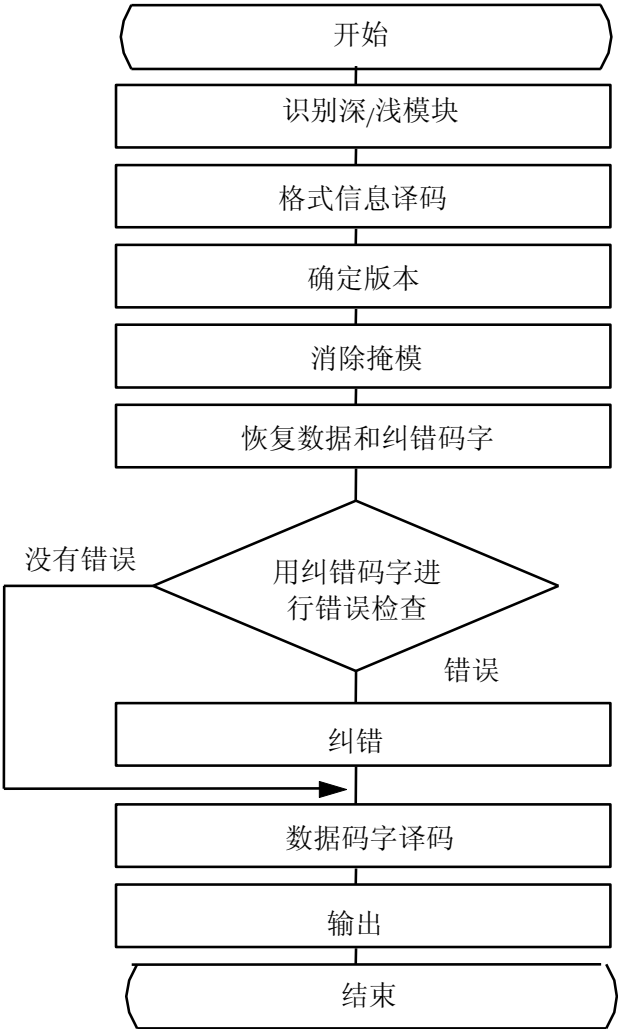 开始
识别深/浅模块
格式信息译码
确定版本
消除掩模
恢复数据和纠错码字
没有错误
用纠错码字进
行错误检查
错误
纠错
数据码字译码
输出
结束